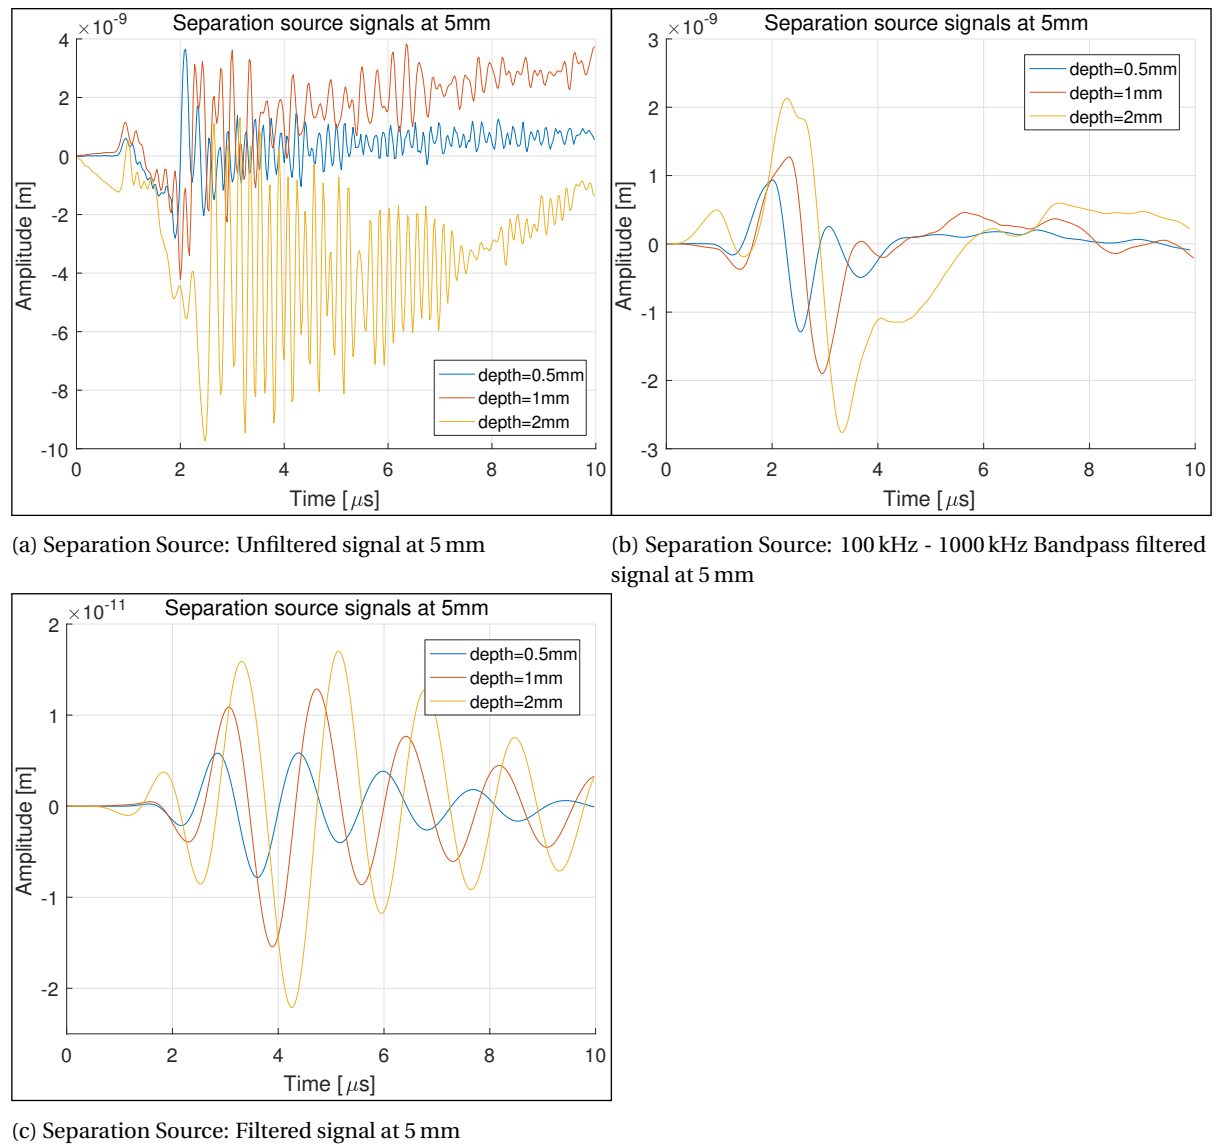 Separation source signals at 5mm
×10-9
4
2
0
-2
-4
-6
-8
-10
Amplitude [m]
depth=0.5mm
depth=1mm
depth=2mm
0 2 4 6 8 10
Time [μs]
(a) Separation Source: Unfiltered signal at 5 mm
Separation source signals at 5mm
×10-9
3
2
1
0
-1
-2
-3
Amplitude [m]
depth=0.5mm
depth=1mm
depth=2mm
0 2 4 6 8 10
Time [μs]
(b) Separation Source: 100 kHz - 1000 kHz Bandpass filtered
signal at 5 mm
Separation source signals at 5mm
×10-11
2
1
0
-1
-2
Amplitude [m]
depth=0.5mm
depth=1mm
depth=2mm
0 2 4 6 8 10
Time [μs]
(c) Separation Source: Filtered signal at 5 mm